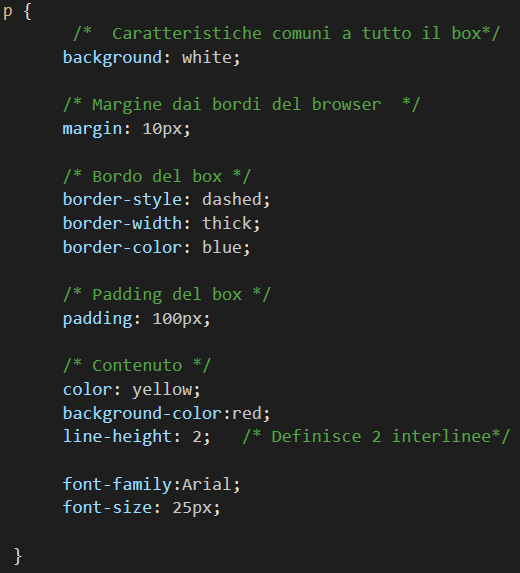 p {
/*  Caratteristiche comuni a tutto il box*/
background: white;
/* Margine dai bordi del browser  */
margin: 10px;
/* Bordo del box */
border-style: dashed;
border-width: thick;
border-color: blue;
/* Padding del box */
padding: 100px;
/* Contenuto */
color: yellow;
background-color:red;
line-height: 2;   /* Definisce 2 interlinee*/
font-family:Arial;
font-size: 25px;
}